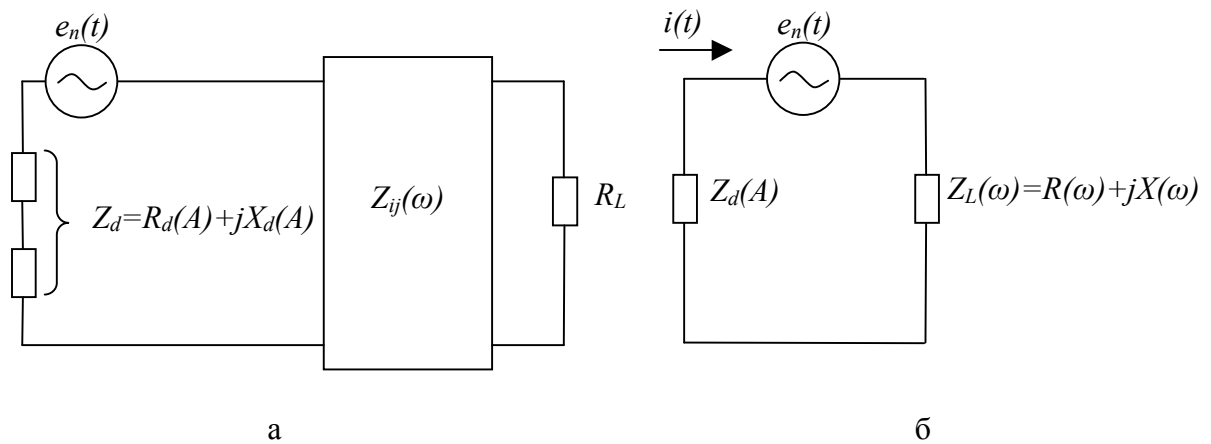 eₙ(t)
Z_d=R_d(A)+jX_d(A)
Z_ij(ω)
R_L
а
i(t)
eₙ(t)
Z_d(A)
Z_L(ω)=R(ω)+jX(ω)
б